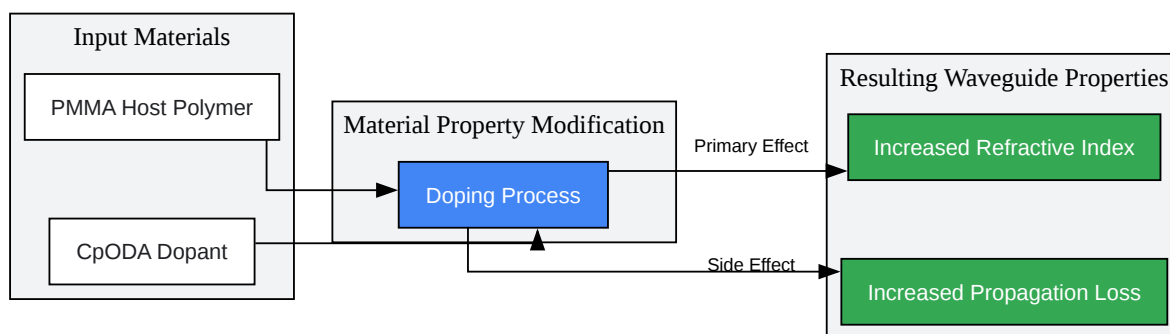 Input Materials
PMMA Host Polymer
CpODA Dopant
Material Property Modification
Doping Process
Primary Effect
Side Effect
Resulting Waveguide Properties
Increased Refractive Index
Increased Propagation Loss